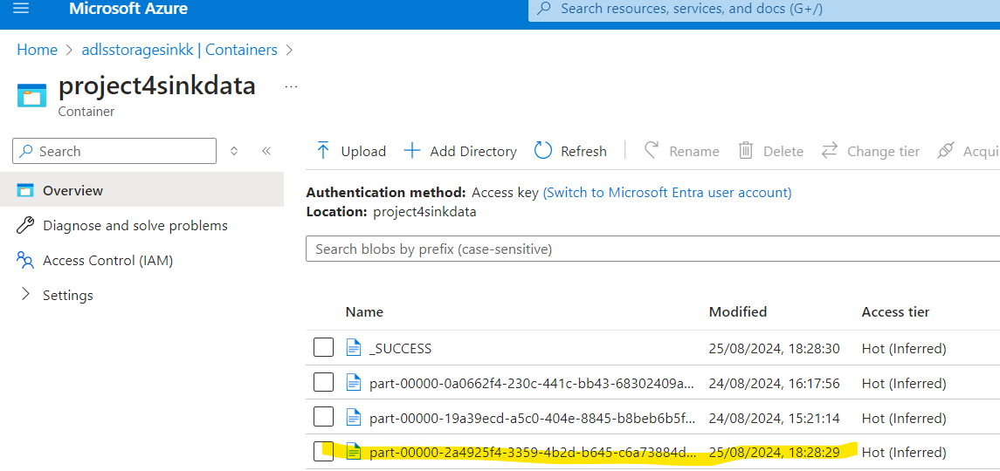 Microsoft Azure
Search resources, services, and docs (G+/)
Home > adlsstoragesinkk | Containers >
project4sinkdata ...
Container
Search
Overview
Diagnose and solve problems
Access Control (IAM)
Settings
Upload Add Directory Refresh Rename Delete Change tier Acqui
Authentication method: Access key (Switch to Microsoft Entra user account)
Location: project4sinkdata
Search blobs by prefix (case-sensitive)
Name Modified Access tier
_SUCCESS 25/08/2024, 18:28:30 Hot (Inferred)
part-00000-0a0662f4-230c-441c-bb43-68302409a... 24/08/2024, 16:17:56 Hot (Inferred)
part-00000-19a39ecd-a5c0-404e-8845-b8beb6b5f... 24/08/2024, 15:21:14 Hot (Inferred)
part-00000-2a4925f4-3359-4b2d-b645-c6a73884d... 25/08/2024, 18:28:29 Hot (Inferred)